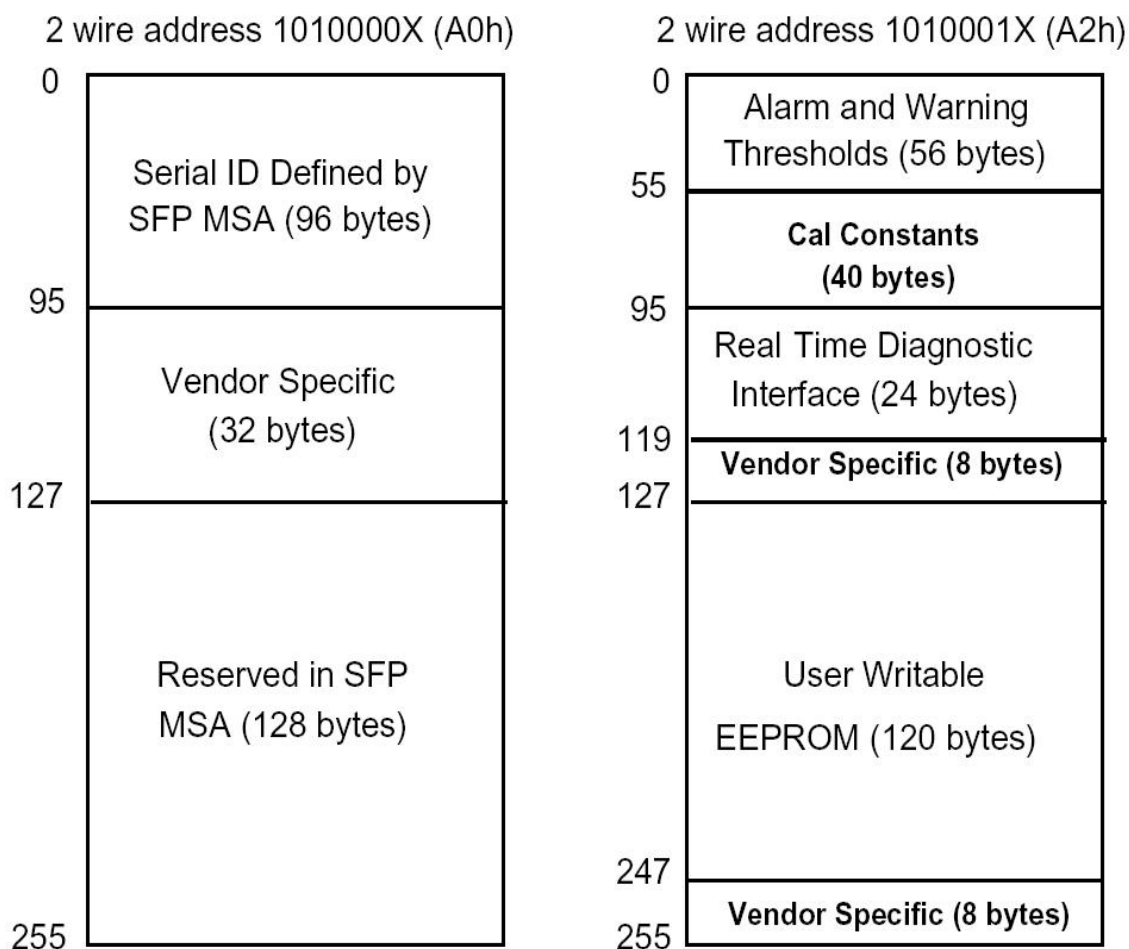 2 wire address 1010000X (A0h)
0
Serial ID Defined by
SFP MSA (96 bytes)
95
Vendor Specific
(32 bytes)
127
Reserved in SFP
MSA (128 bytes)
255
2 wire address 1010001X (A2h)
0
Alarm and Warning
Thresholds (56 bytes)
55
Cal Constants
(40 bytes)
95
Real Time Diagnostic
Interface (24 bytes)
119
Vendor Specific (8 bytes)
127
User Writable
EEPROM (120 bytes)
247
Vendor Specific (8 bytes)
255